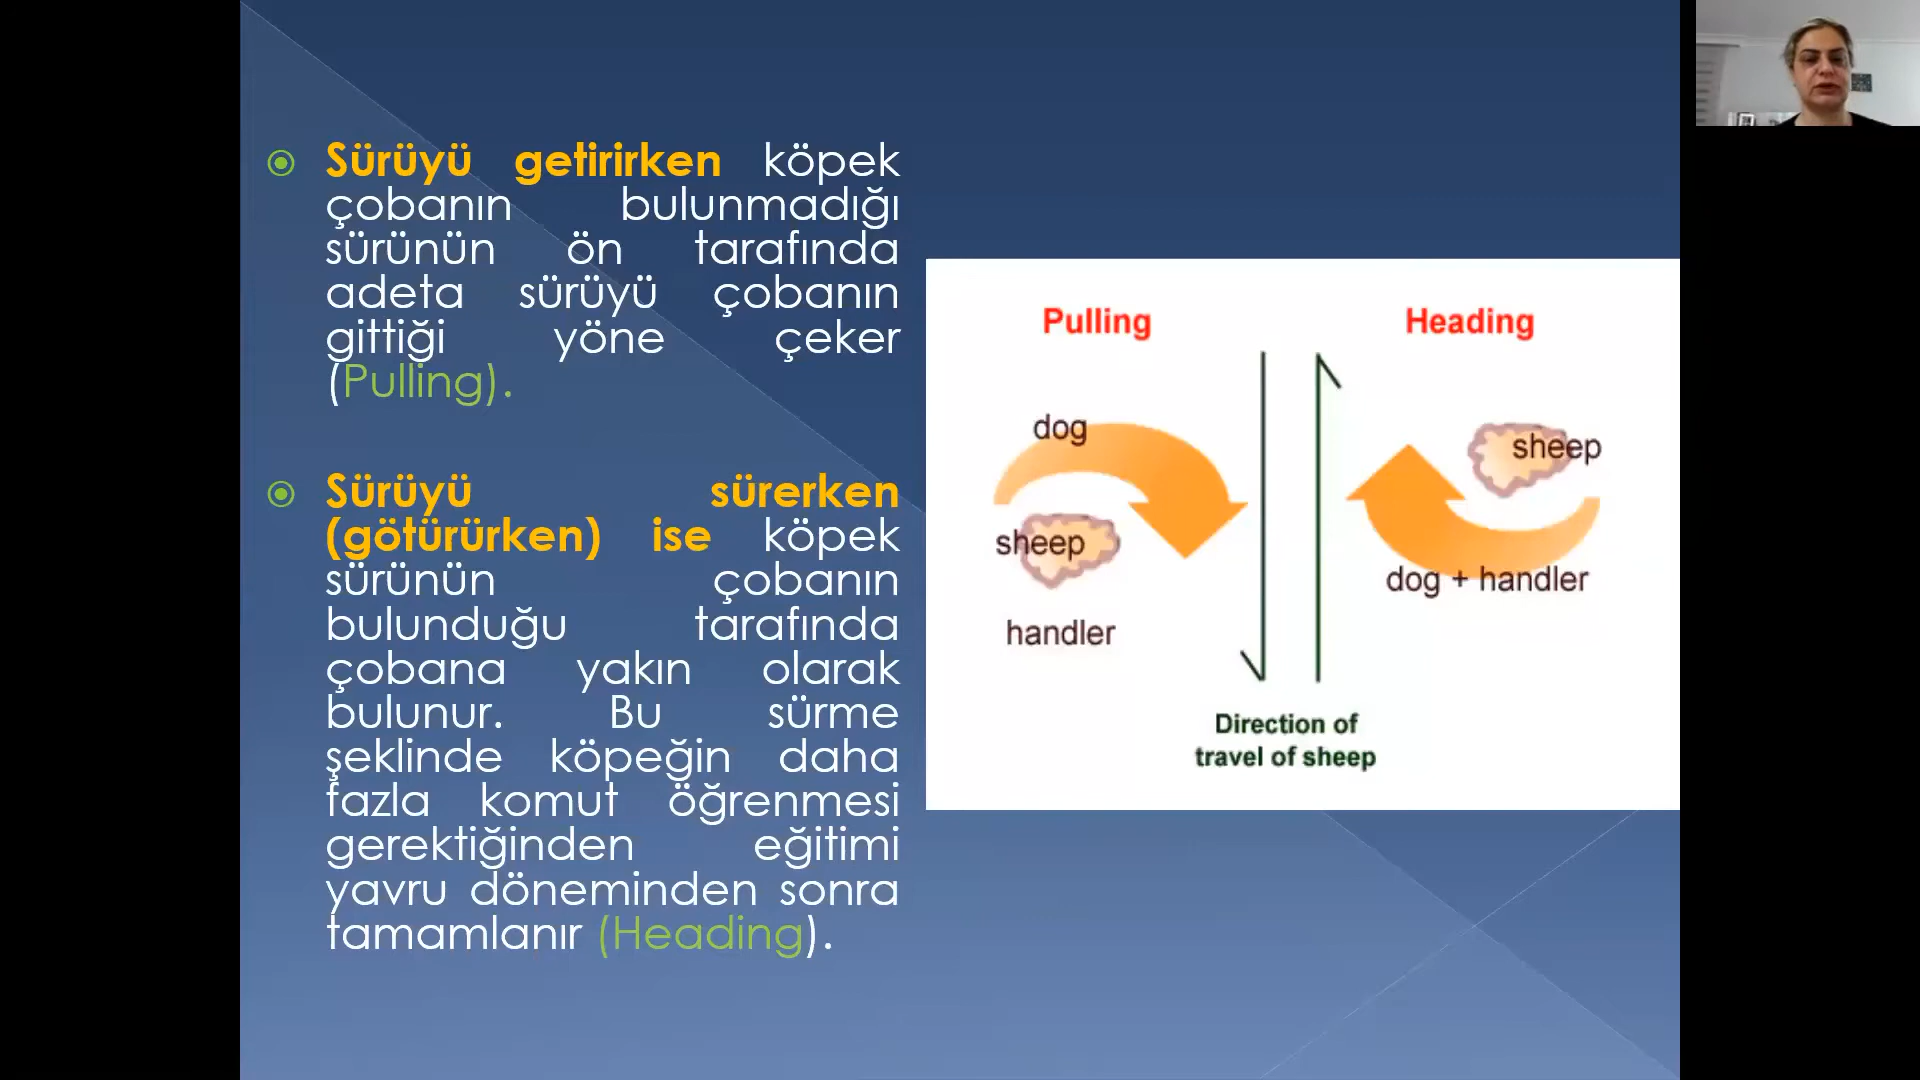 Sürüyü getirirken köpek
çobanın bulunmadığı
sürünün ön tarafında
adeta sürüyü çobanın
gittiği yöne çeker
(Pulling).
Sürüyü sürerken
(götürürken) ise köpek
sürünün çobanın
bulunduğu tarafında
çobana yakın olarak
bulunur. Bu sürme
şeklinde köpeğin daha
fazla komut öğrenmesi
gerektiğinden eğitimi
yavru döneminden sonra
tamamlanır (Heading).
Pulling
Heading
dog
sheep
handler
sheep
dog + handler
Direction of
travel of sheep